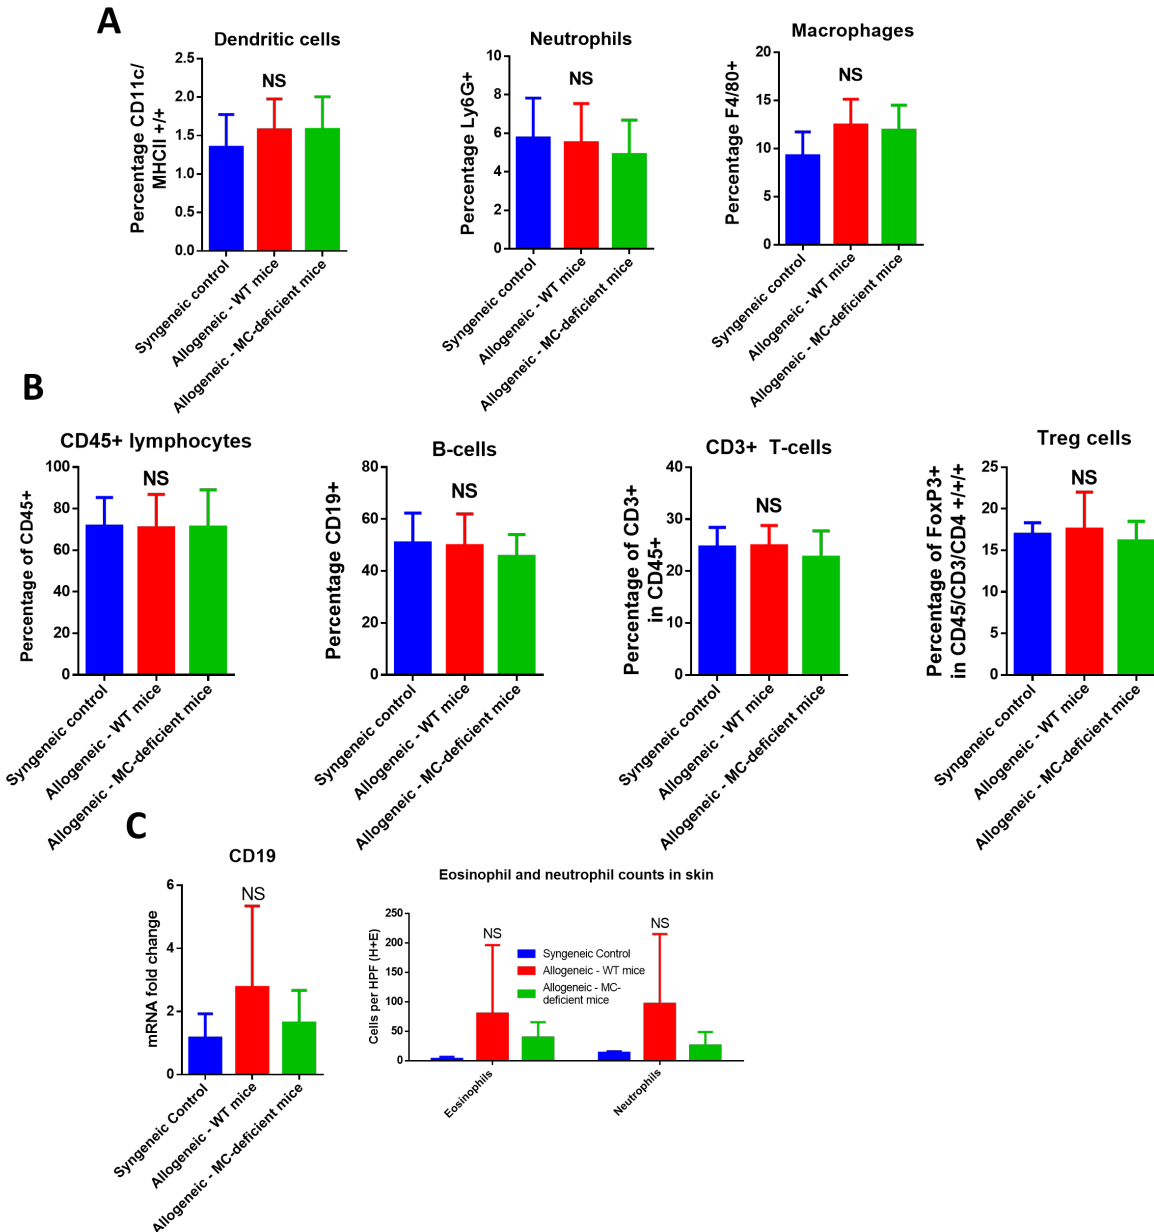 A
Dendritic cells
Percentage CD11c/
MHCII +/+
2.5
2.0
1.5
1.0
0.5
0.0
NS
Syngeneic control
Allogeneic - WT mice
Allogeneic - MC-deficient mice
Neutrophils
Percentage Ly6G+
10
8
6
4
2
0
NS
Syngeneic control
Allogeneic - WT mice
Allogeneic - MC-deficient mice
Macrophages
Percentage F4/80+
20
15
10
5
0
NS
Syngeneic control
Allogeneic - WT mice
Allogeneic - MC-deficient mice
B
CD45+ lymphocytes
Percentage of CD45+
100
80
60
40
20
0
NS
Syngeneic control
Allogeneic - WT mice
Allogeneic - MC-deficient mice
B-cells
Percentage CD19+
80
60
40
20
0
NS
Syngeneic control
Allogeneic - WT mice
Allogeneic - MC-deficient mice
CD3+ T-cells
Percentage of CD3+
in CD45+
40
30
20
10
0
NS
Syngeneic control
Allogeneic - WT mice
Allogeneic - MC-deficient mice
Treg cells
Percentage of FoxP3+
in CD45/CD3/CD4 +/+/+
25
20
15
10
5
0
NS
Syngeneic control
Allogeneic - WT mice
Allogeneic - MC-deficient mice
C
CD19
mRNA fold change
6
4
2
0
NS
Syngeneic Control
Allogeneic - WT mice
Allogeneic - MC-deficient mice
Eosinophil and neutrophil counts in skin
Cells per HPF (H+E)
250
200
150
100
50
0
NS
NS
Syngeneic Control
Allogeneic - WT mice
Allogeneic - MC-
deficient mice
Eosinophils
Neutrophils